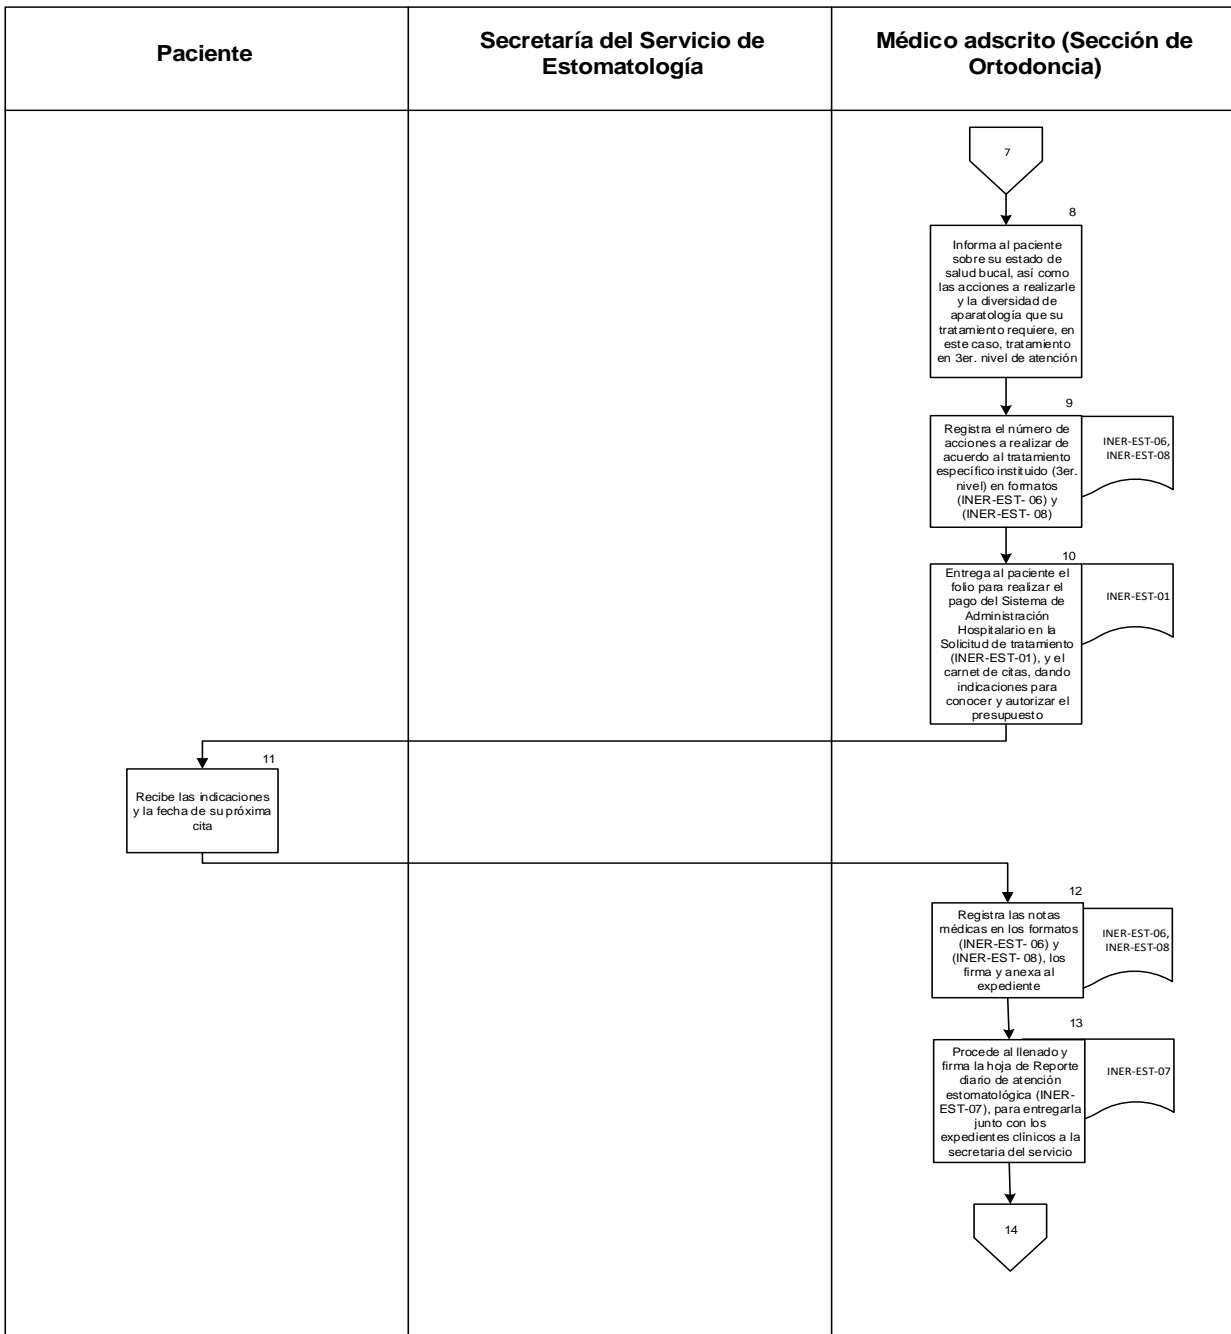 Paciente
Secretaría del Servicio de
Estomatología
Médico adscrito (Sección de
Ortodoncia)
7
8
Informa al paciente
sobre su estado de
salud bucal, así como
las acciones a realizarle
y la diversidad de
aparatología que su
tratamiento requiere, en
este caso, tratamiento
en 3er. nivel de atención
9
Registra el número de
acciones a realizar de
acuerdo al tratamiento
específico instituido (3er.
nivel) en formatos
(INER-EST- 06) y
(INER-EST- 08)
INER-EST-06,
INER-EST-08
10
Entrega al paciente el
folio para realizar el
pago del Sistema de
Administración
Hospitalario en la
Solicitud de tratamiento
(INER-EST-01), y el
carnet de citas, dando
indicaciones para
conocer y autorizar el
presupuesto
INER-EST-01
11
Recibe las indicaciones
y la fecha de su próxima
cita
12
Registra las notas
médicas en los formatos
(INER-EST- 06) y
(INER-EST- 08), los
firma y anexa al
expediente
INER-EST-06,
INER-EST-08
13
Procede al llenado y
firma la hoja de Reporte
diario de atención
estomatológica (INER-
EST-07), para entregarla
junto con los
expedientes clínicos a la
secretaria del servicio
INER-EST-07
14